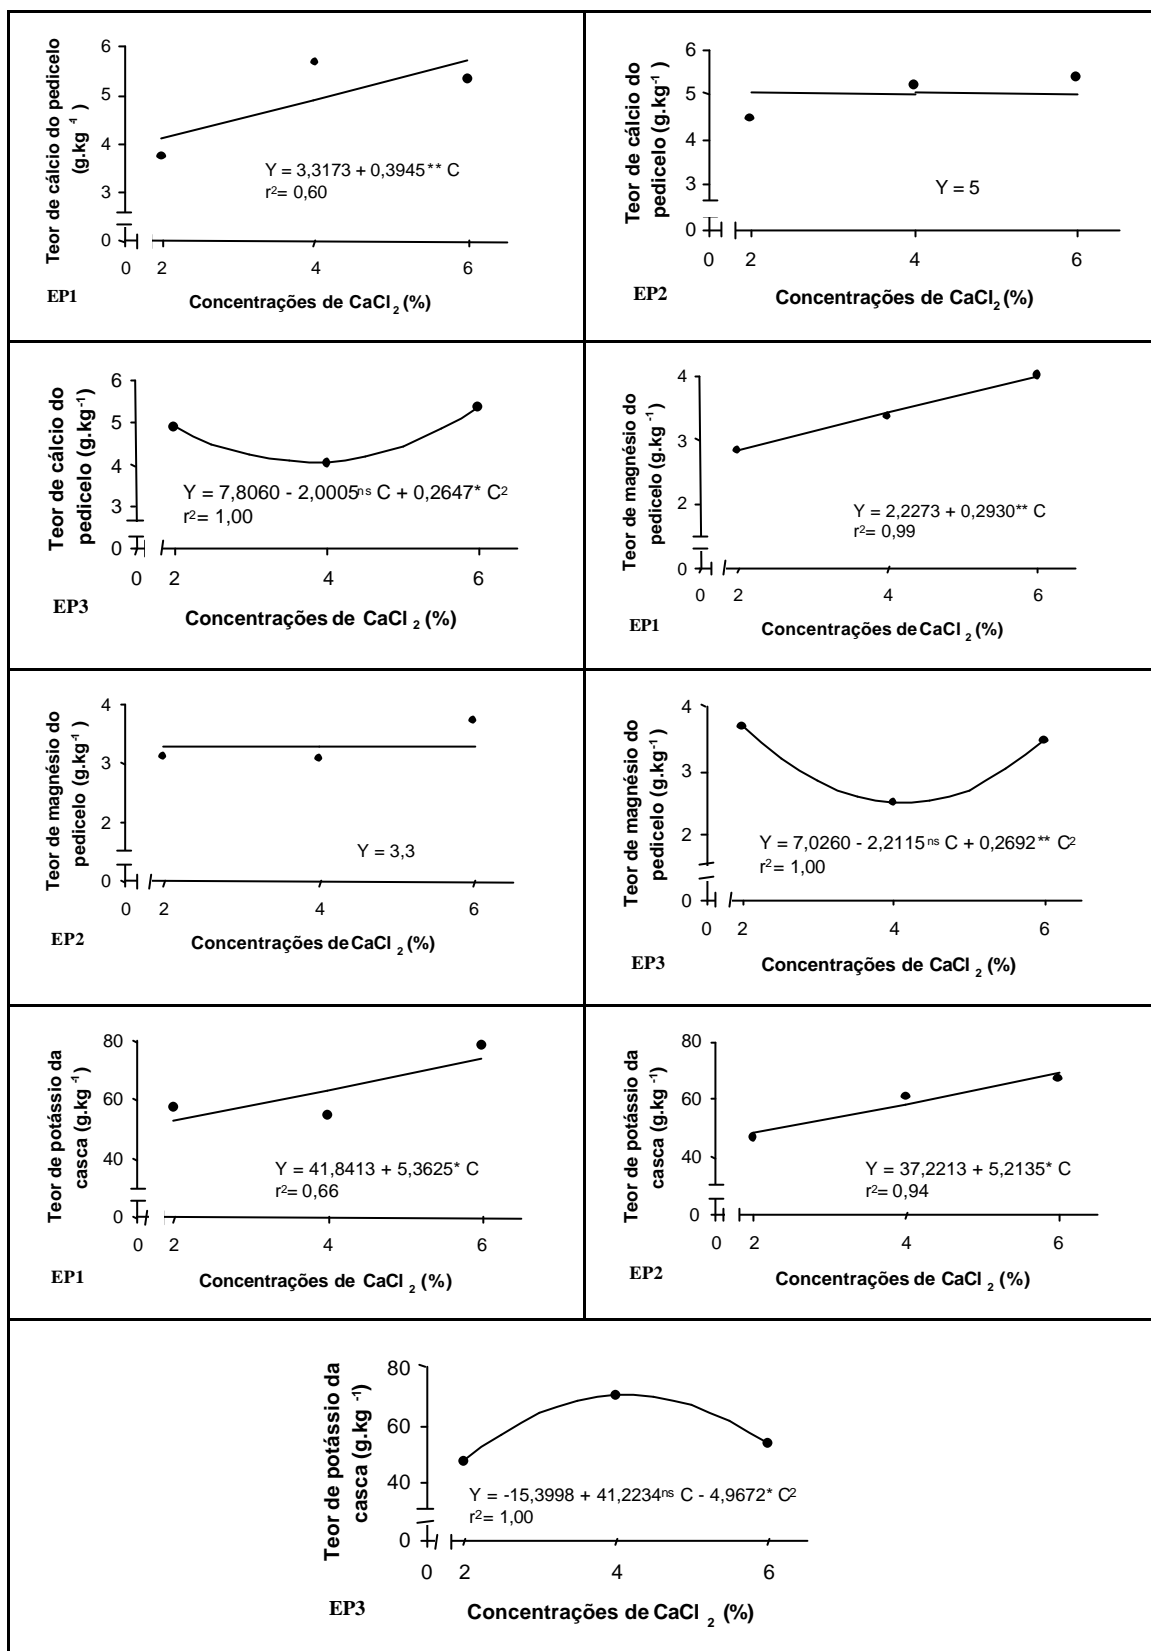 Teor de cálcio do pedicelo
(g.kg⁻¹)
6
5
4
3
0
0 2 4 6
Y = 3,3173 + 0,3945** C
r²= 0,60
EP1
Concentrações de CaCl₂ (%)
Teor de cálcio do
pedicelo (g.kg⁻¹)
6
5
4
3
0
0 2 4 6
Y = 5
EP2
Concentrações de CaCl₂ (%)
Teor de cálcio do
pedicelo (g.kg⁻¹)
6
5
4
3
0
0 2 4 6
Y = 7,8060 - 2,0005ⁿˢ C + 0,2647* C²
r²= 1,00
EP3
Concentrações de CaCl₂ (%)
Teor de magnésio do
pedicelo (g.kg⁻¹)
4
3
2
0
0 2 4 6
Y = 2,2273 + 0,2930** C
r²= 0,99
EP1
Concentrações de CaCl₂ (%)
Teor de magnésio do
pedicelo (g.kg⁻¹)
4
3
2
0
0 2 4 6
Y = 3,3
EP2
Concentrações de CaCl₂ (%)
Teor de magnésio do
pedicelo (g.kg⁻¹)
4
3
2
0
0 2 4 6
Y = 7,0260 - 2,2115ⁿˢ C + 0,2692** C²
r²= 1,00
EP3
Concentrações de CaCl₂ (%)
Teor de potássio da
casca (g.kg⁻¹)
80
60
40
0
0 2 4 6
Y = 41,8413 + 5,3625* C
r²= 0,66
EP1
Concentrações de CaCl₂ (%)
Teor de potássio da
casca (g.kg⁻¹)
80
60
40
0
0 2 4 6
Y = 37,2213 + 5,2135* C
r²= 0,94
EP2
Concentrações de CaCl₂ (%)
Teor de potássio da
casca (g.kg⁻¹)
80
60
40
0
0 2 4 6
Y = -15,3998 + 41,2234ⁿˢ C - 4,9672* C²
r²= 1,00
EP3
Concentrações de CaCl₂ (%)